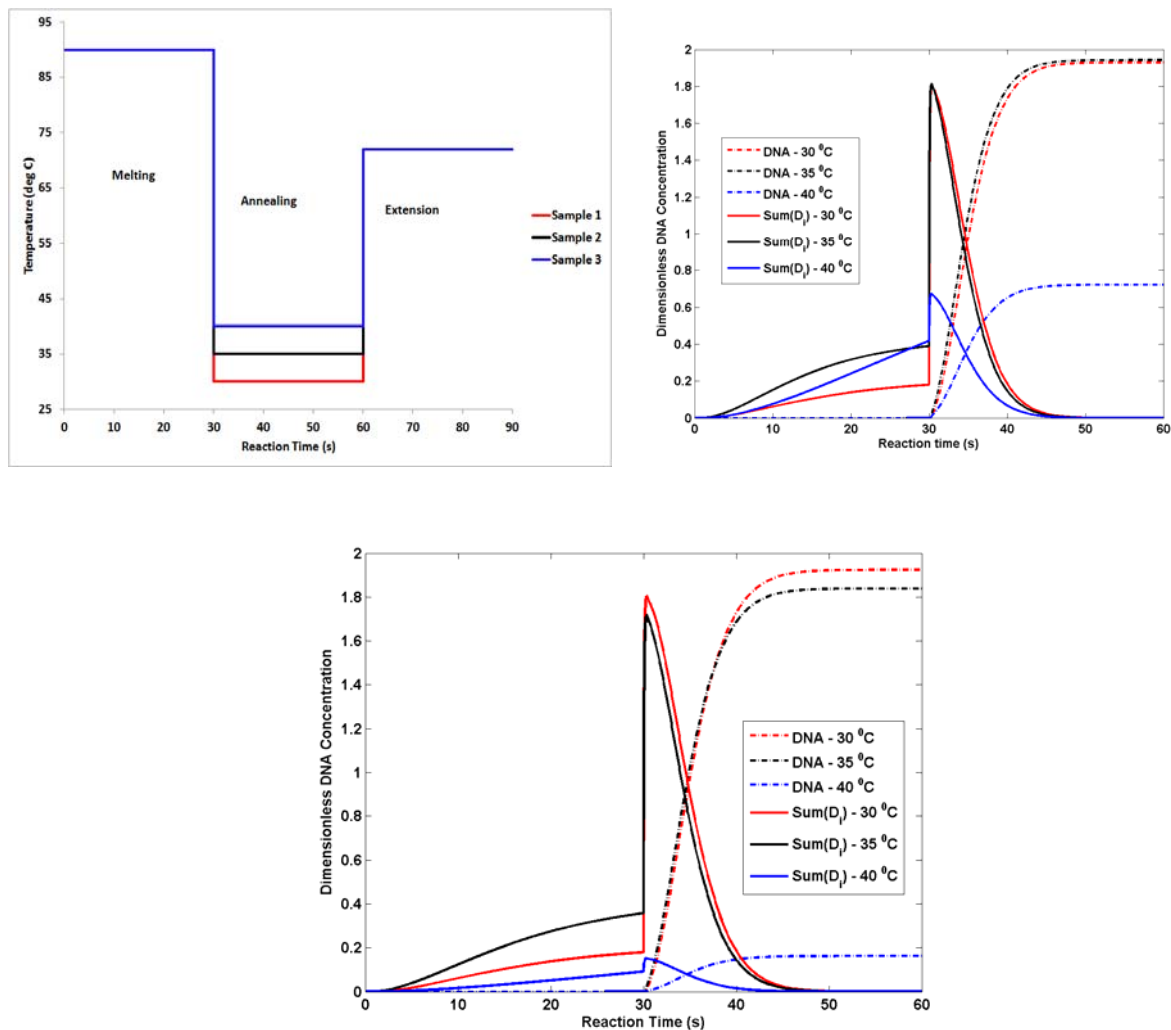 95
85
75
65
55
45
35
25
Temperature (deg C)
Melting
Annealing
Extension
Sample 1
Sample 2
Sample 3
0 10 20 30 40 50 60 70 80 90
Reaction Time (s)
2
1.8
1.6
1.4
1.2
1
0.8
0.6
0.4
0.2
0
Dimensionless DNA Concentration
DNA - 30 ⁰C
DNA - 35 ⁰C
DNA - 40 ⁰C
Sum(Dᵢ) - 30 ⁰C
Sum(Dᵢ) - 35 ⁰C
Sum(Dᵢ) - 40 ⁰C
0 10 20 30 40 50 60
Reaction time (s)
2
1.8
1.6
1.4
1.2
1
0.8
0.6
0.4
0.2
0
Dimensionless DNA Concentration
DNA - 30 ⁰C
DNA - 35 ⁰C
DNA - 40 ⁰C
Sum(Dᵢ) - 30 ⁰C
Sum(Dᵢ) - 35 ⁰C
Sum(Dᵢ) - 40 ⁰C
0 10 20 30 40 50 60
Reaction Time (s)